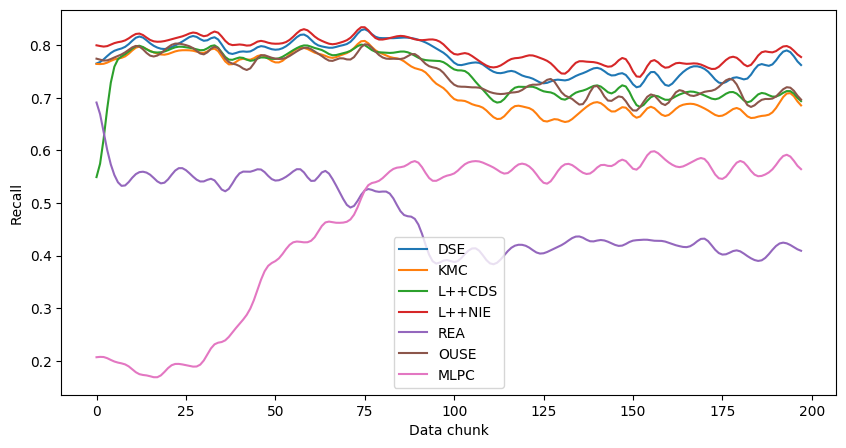 Recall
0.8
0.7
0.6
0.5
0.4
0.3
0.2
DSE
KMC
L++CDS
L++NIE
REA
OUSE
MLPC
0 25 50 75 100 125 150 175 200
Data chunk